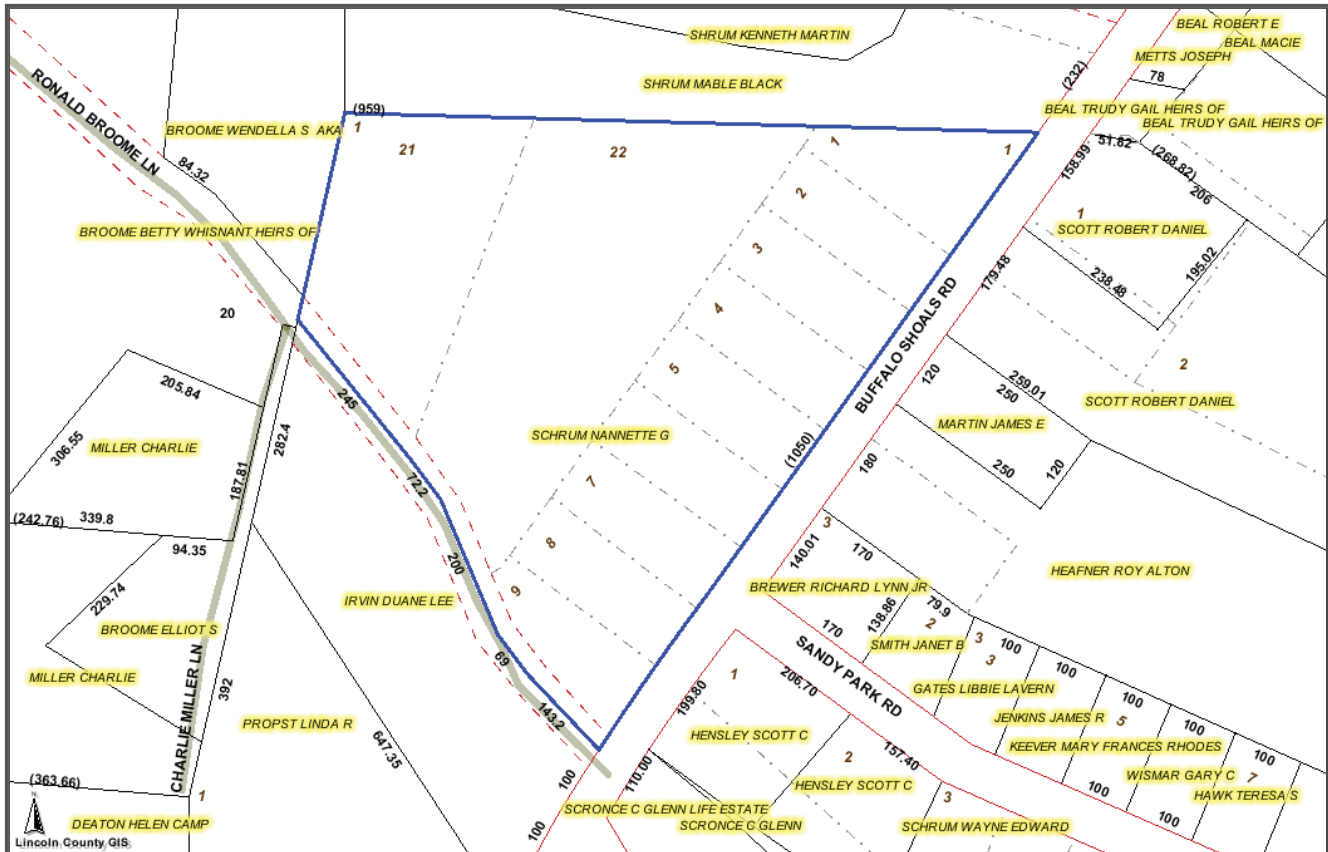 SHRUM KENNETH MARTIN
BEAL ROBERT E
BEAL MACIE
METTS JOSEPH
78
(232)
SHRUM MABLE BLACK
RONALD BROOME LN
(959)
BEAL TRUDY GAIL HEIRS OF
BEAL TRUDY GAIL HEIRS OF
BROOME WENDELLA S AKA
1
21
22
1
1
51.82
(268.82)
158.99
84.32
2
206
1
SCOTT ROBERT DANIEL
BROOME BETTY WHISNANT HEIRS OF
3
195.02
179.48
238.48
20
4
BUFFALO SHOALS RD
5
2
120
259.01
250
SCOTT ROBERT DANIEL
205.84
245
MARTIN JAMES E
306.55
MILLER CHARLIE
282.4
SCHRUM NANNETTE G
(1050)
180
250
120
187.81
72.2
7
(242.76)
339.8
94.35
8
3
140.01
170
200
9
HEAFNER ROY ALTON
229.74
BROOME ELLIOT S
IRVIN DUANE LEE
BREWER RICHARD LYNN JR
138.86
79.9
2
170
SMITH JANET B
3
3
100
SANDY PARK RD
69
MILLER CHARLIE
CHARLIE MILLER LN
392
1
206.70
GATES LIBBIE LAVERN
100
199.80
PROPST LINDA R
143.2
JENKINS JAMES R
100
5
100
647.35
HENSLEY SCOTT C
KEEVER MARY FRANCES RHODES
100
2
157.40
WISMAR GARY C
7
(363.66)
100
110.00
HENSLEY SCOTT C
100
HAWK TERESA S
1
3
100
SCRONCE C GLENN LIFE ESTATE
DEATON HELEN CAMP
100
SCRONCE C GLENN
SCHRUM WAYNE EDWARD
N
Lincoln County GIS